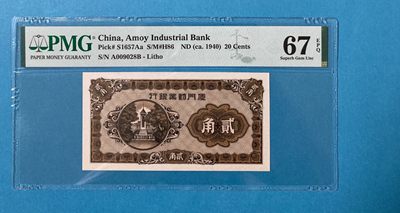 PMG
PAPER MONEY GUARANTY
China, Amoy Industrial Bank
Pick# S1657Aa S/M#H86 ND (ca. 1940) 20 Cents
S/N A009028B - Litho
67 EPQ
Superb Gem Unc
行銀業勸門廈
角貳
角貳